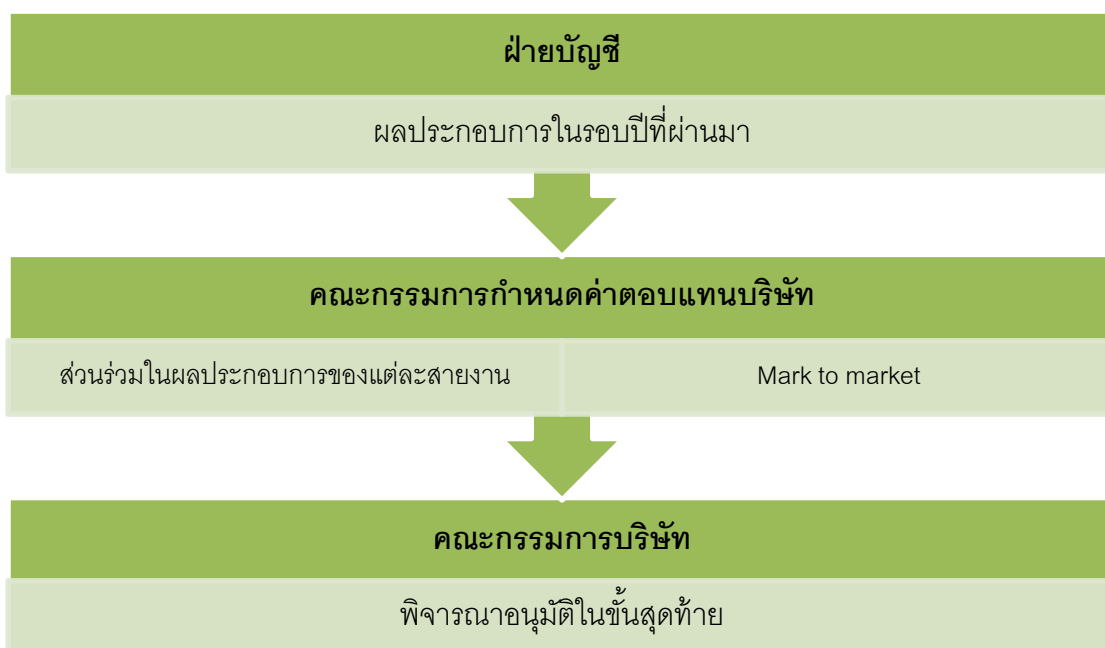 ฝ่ายบัญชี
ผลประกอบการในรอบปีที่ผ่านมา
คณะกรรมการกำหนดค่าตอบแทนบริษัท
ส่วนร่วมในผลประกอบการของแต่ละสายงาน
Mark to market
คณะกรรมการบริษัท
พิจารณาอนุมัติในขั้นสุดท้าย